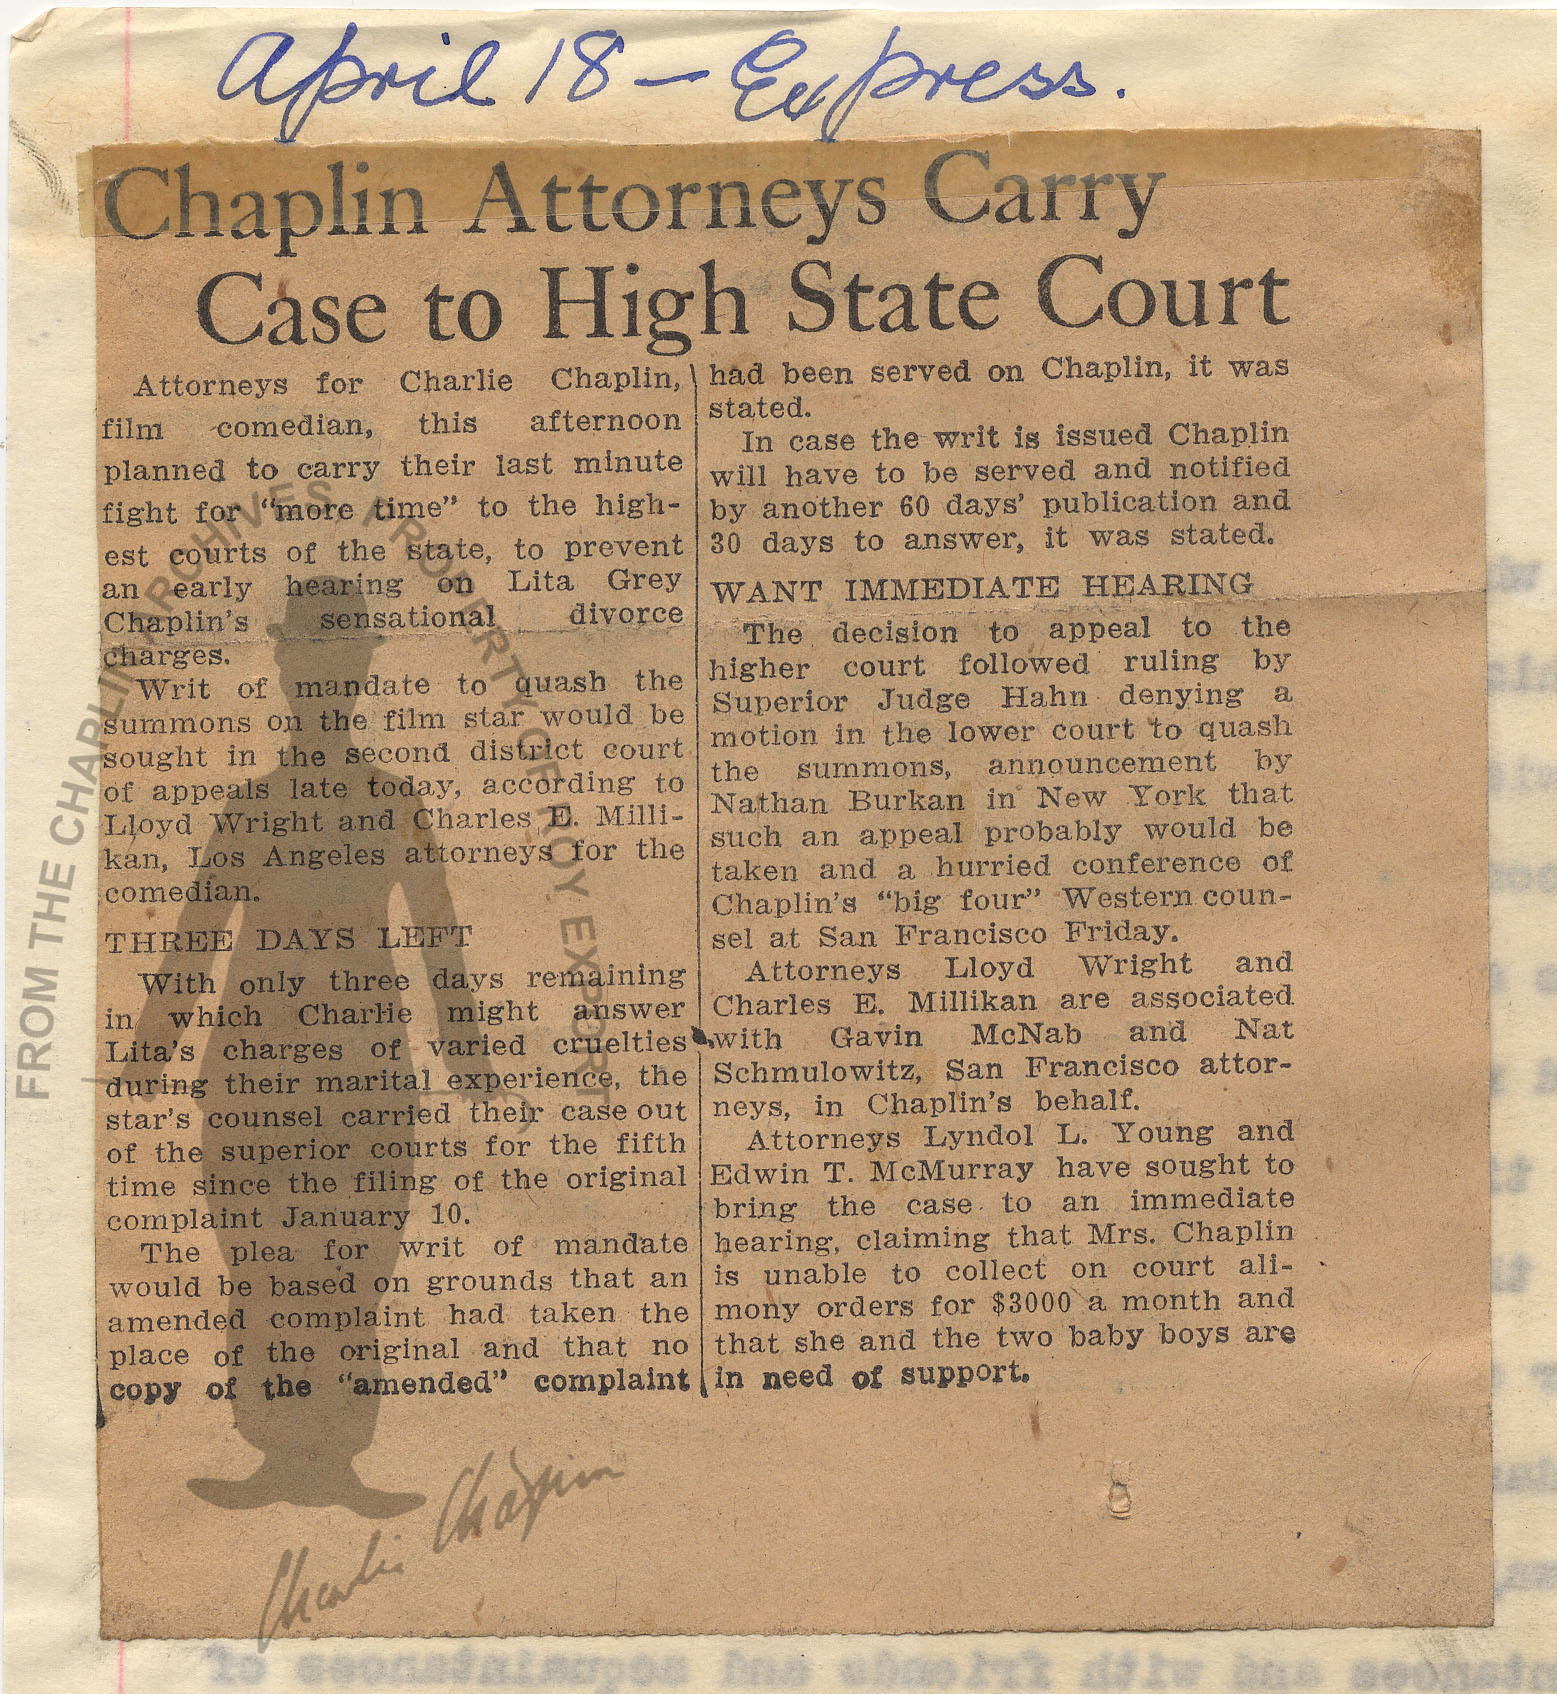 April 18 — Express.
Chaplin Attorneys Carry
Case to High State Court
Attorneys for Charlie Chaplin,
film comedian, this afternoon
planned to carry their last minute
fight for “more time” to the high-
est courts of the state, to prevent
an early hearing on Lita Grey
Chaplin's sensational divorce
charges.
Writ of mandate to quash the
summons on the film star would be
sought in the second district court
of appeals late today, according to
Lloyd Wright and Charles E. Milli-
kan, Los Angeles attorneys for the
comedian.
THREE DAYS LEFT
With only three days remaining
in which Charlie might answer
Lita's charges of varied cruelties
during their marital experience, the
star's counsel carried their case out
of the superior courts for the fifth
time since the filing of the original
complaint January 10.
The plea for writ of mandate
would be based on grounds that an
amended complaint had taken the
place of the original and that no
copy of the “amended” complaint
had been served on Chaplin, it was
stated.
In case the writ is issued Chaplin
will have to be served and notified
by another 60 days' publication and
30 days to answer, it was stated.
WANT IMMEDIATE HEARING
The decision to appeal to the
higher court followed ruling by
Superior Judge Hahn denying a
motion in the lower court to quash
the summons, announcement by
Nathan Burkan in New York that
such an appeal probably would be
taken and a hurried conference of
Chaplin's “big four” Western coun-
sel at San Francisco Friday.
Attorneys Lloyd Wright and
Charles E. Millikan are associated
with Gavin McNab and Nat
Schmulowitz, San Francisco attor-
neys, in Chaplin's behalf.
Attorneys Lyndol L. Young and
Edwin T. McMurray have sought to
bring the case to an immediate
hearing, claiming that Mrs. Chaplin
is unable to collect on court ali-
mony orders for $3000 a month and
that she and the two baby boys are
in need of support.
FROM THE CHAPLIN ARCHIVES PROPERTY OF ROY. EXPORT
Charlie Chaplin